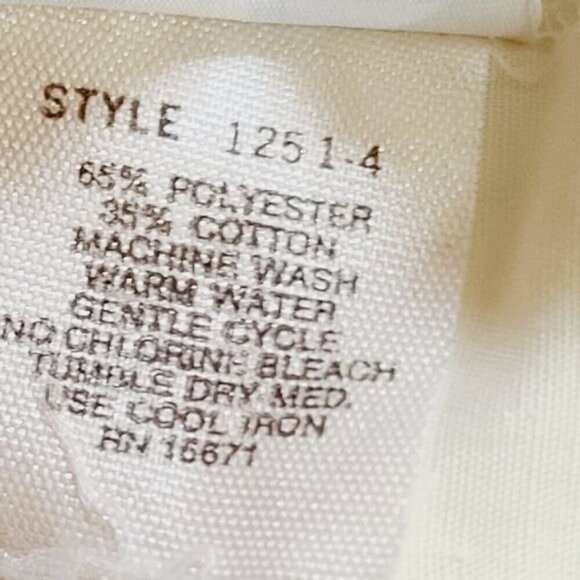 STYLE 1251-4
65% POLYESTER
35% COTTON
MACHINE WASH
WARM WATER
GENTLE CYCLE
NO CHLORINE BLEACH
TUMBLE DRY MED.
USE COOL IRON
RN 16671